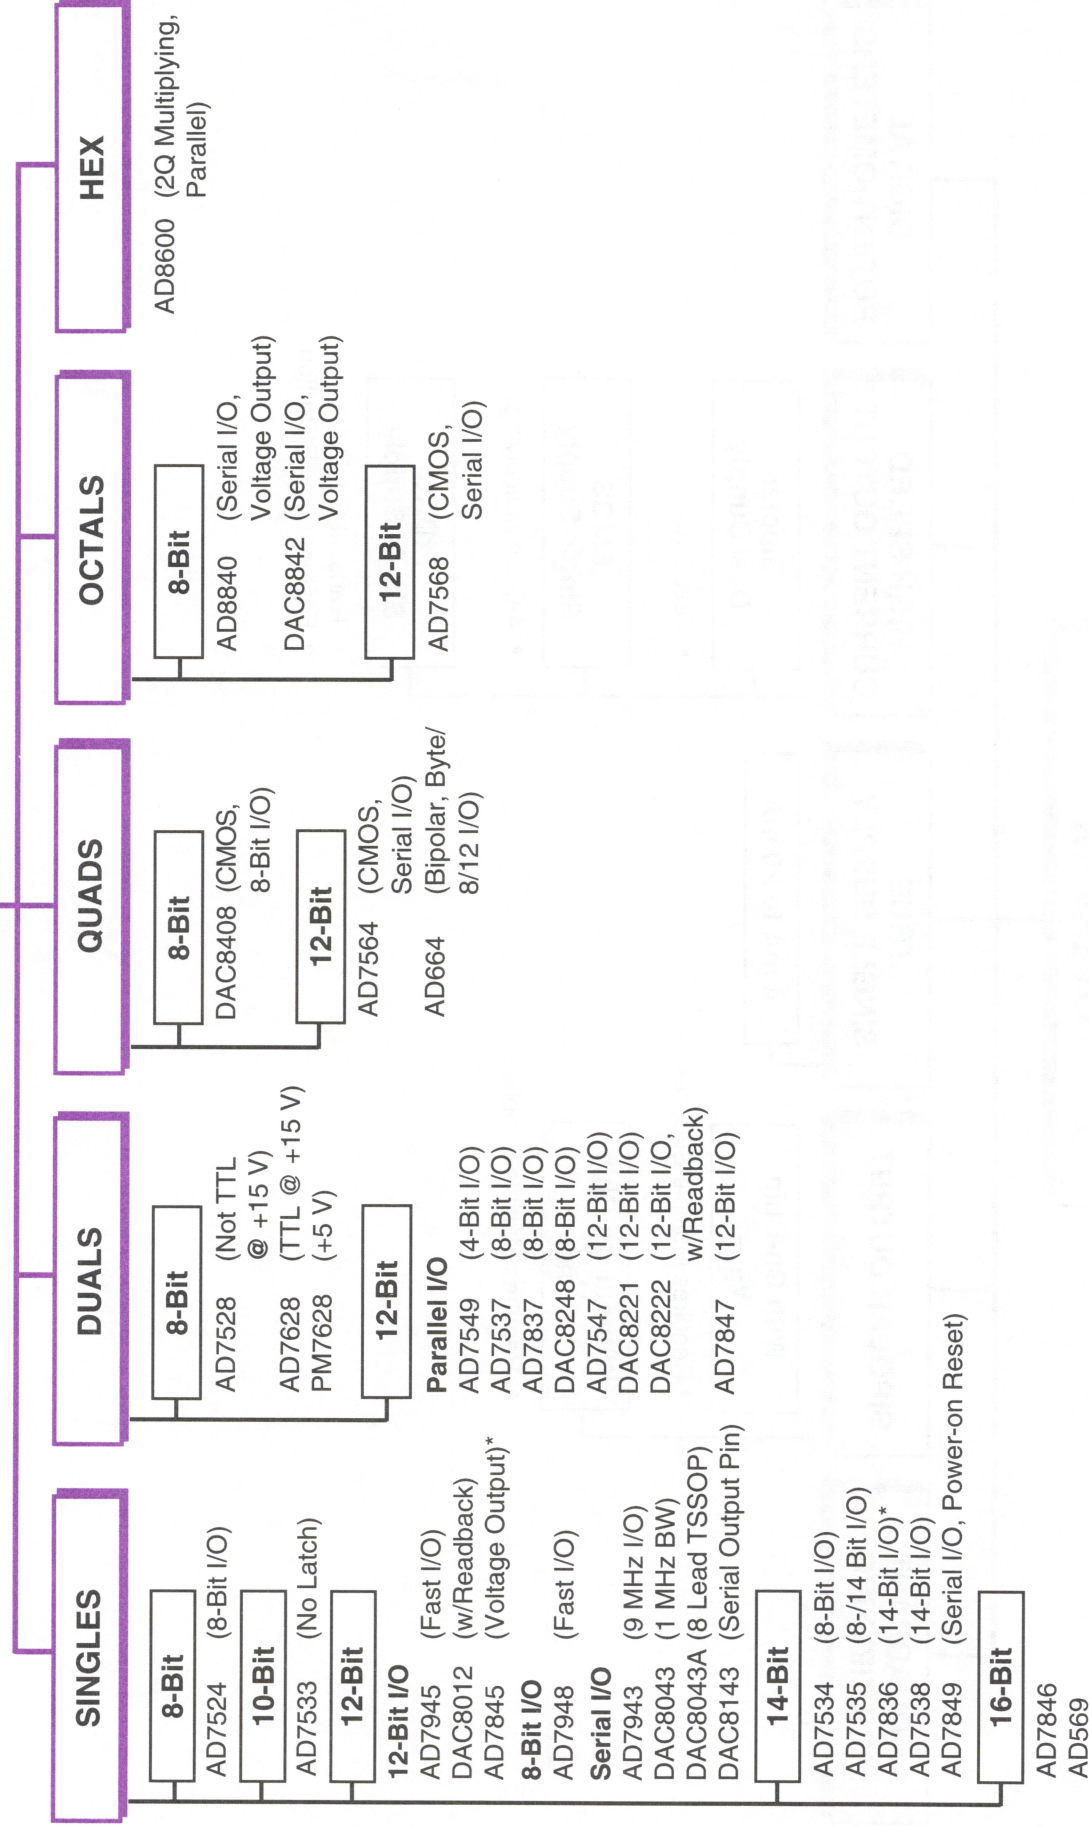 SINGLES
8-Bit
AD7524 (8-Bit I/O)
10-Bit
AD7533 (No Latch)
12-Bit
12-Bit I/O
AD7945 (Fast I/O)
DAC8012 (w/Readback)
AD7845 (Voltage Output)*
8-Bit I/O
AD7948 (Fast I/O)
Serial I/O
AD7943 (9 MHz I/O)
DAC8043 (1 MHz BW)
DAC8043A (8 Lead TSSOP)
DAC8143 (Serial Output Pin)
14-Bit
AD7534 (8-Bit I/O)
AD7535 (8-/14 Bit I/O)
AD7836 (14-Bit I/O)*
AD7538 (14-Bit I/O)
AD7849 (Serial I/O, Power-on Reset)
16-Bit
AD7846
AD569
DUALS
8-Bit
AD7528 (Not TTL
@ +15 V)
AD7628 (TTL @ +15 V)
PM7628 (+5 V)
12-Bit
Parallel I/O
AD7549 (4-Bit I/O)
AD7537 (8-Bit I/O)
AD7837 (8-Bit I/O)
DAC8248 (8-Bit I/O)
AD7547 (12-Bit I/O)
DAC8221 (12-Bit I/O)
DAC8222 (12-Bit I/O,
w/Readback)
AD7847 (12-Bit I/O)
QUADS
8-Bit
DAC8408 (CMOS,
8-Bit I/O)
12-Bit
AD7564 (CMOS,
Serial I/O)
AD664 (Bipolar, Byte/
8/12 I/O)
OCTALS
8-Bit
AD8840 (Serial I/O,
Voltage Output)
DAC8842 (Serial I/O,
Voltage Output)
12-Bit
AD7568 (CMOS,
Serial I/O)
HEX
AD8600 (2Q Multiplying,
Parallel)